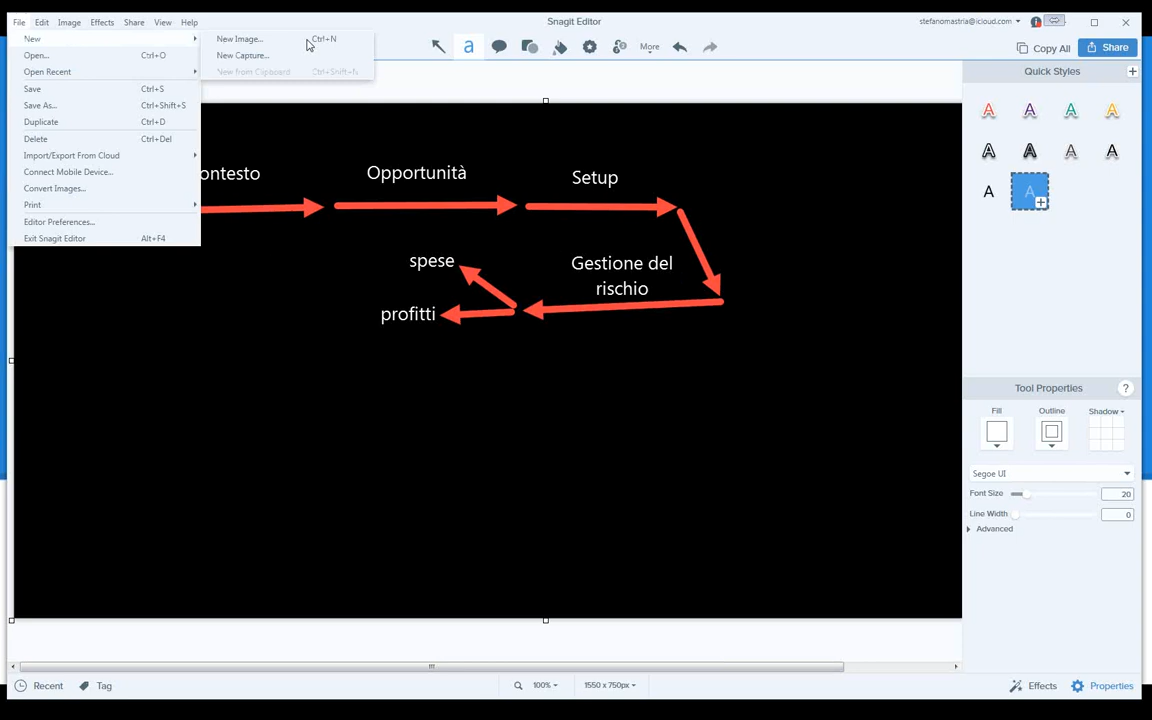 File Edit Image Effects Share View Help
Snagit Editor
stefanomastria@icloud.com
New
New Image... Ctrl+N
Open... Ctrl+O
New Capture...
Open Recent
New from Clipboard Ctrl+Shift+N
Save Ctrl+S
Save As... Ctrl+Shift+S
Duplicate Ctrl+D
Delete Ctrl+Del
Import/Export From Cloud
Connect Mobile Device...
Convert Images...
Print
Editor Preferences...
Exit Snagit Editor Alt+F4
a
More
Copy All
Share
Quick Styles
A A A A
A A A A
A A
ontesto
Opportunità
Setup
Gestione del
rischio
spese
profitti
Tool Properties ?
Fill Outline Shadow
Segoe UI
Font Size 20
Line Width 0
Advanced
Recent Tag
100%
1550 x 750px
Effects Properties